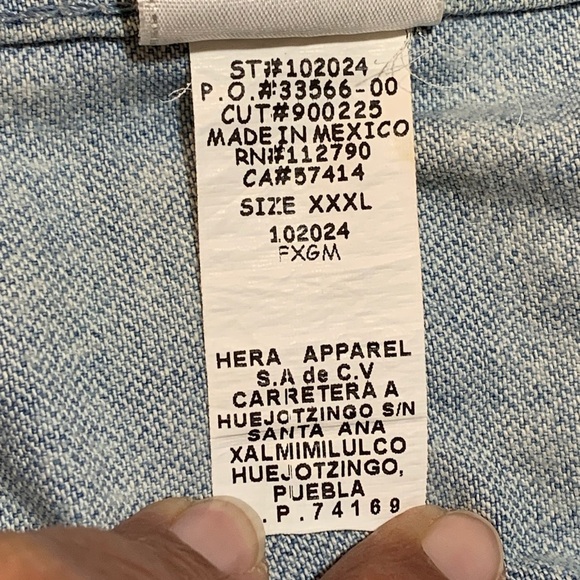 ST#102024
P.O.#33566-00
CUT#900225
MADE IN MEXICO
RN#112790
CA#57414
SIZE XXXL
102024
FXGM
HERA APPAREL
S.A de C.V
CARRETERA A
HUEJOTZINGO S/N
SANTA ANA
XALMIMILULCO
HUEJOTZINGO,
PUEBLA
.P.74169